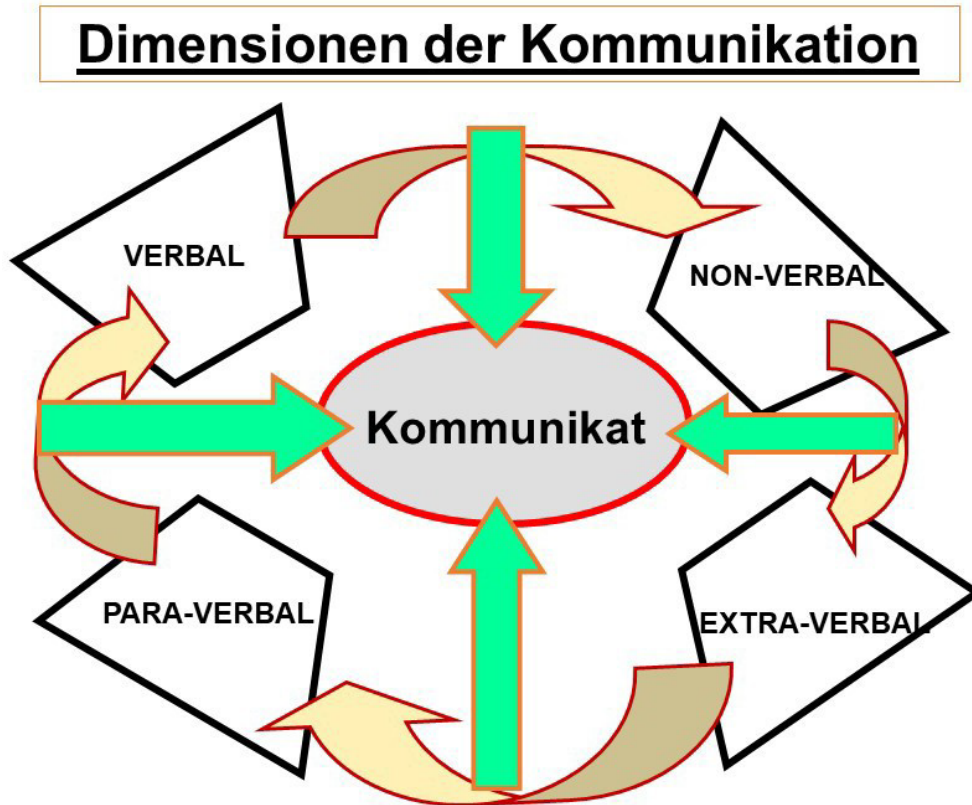 Dimensionen der Kommunikation
VERBAL
NON-VERBAL
Kommunikat
PARA-VERBAL
EXTRA-VERBAL